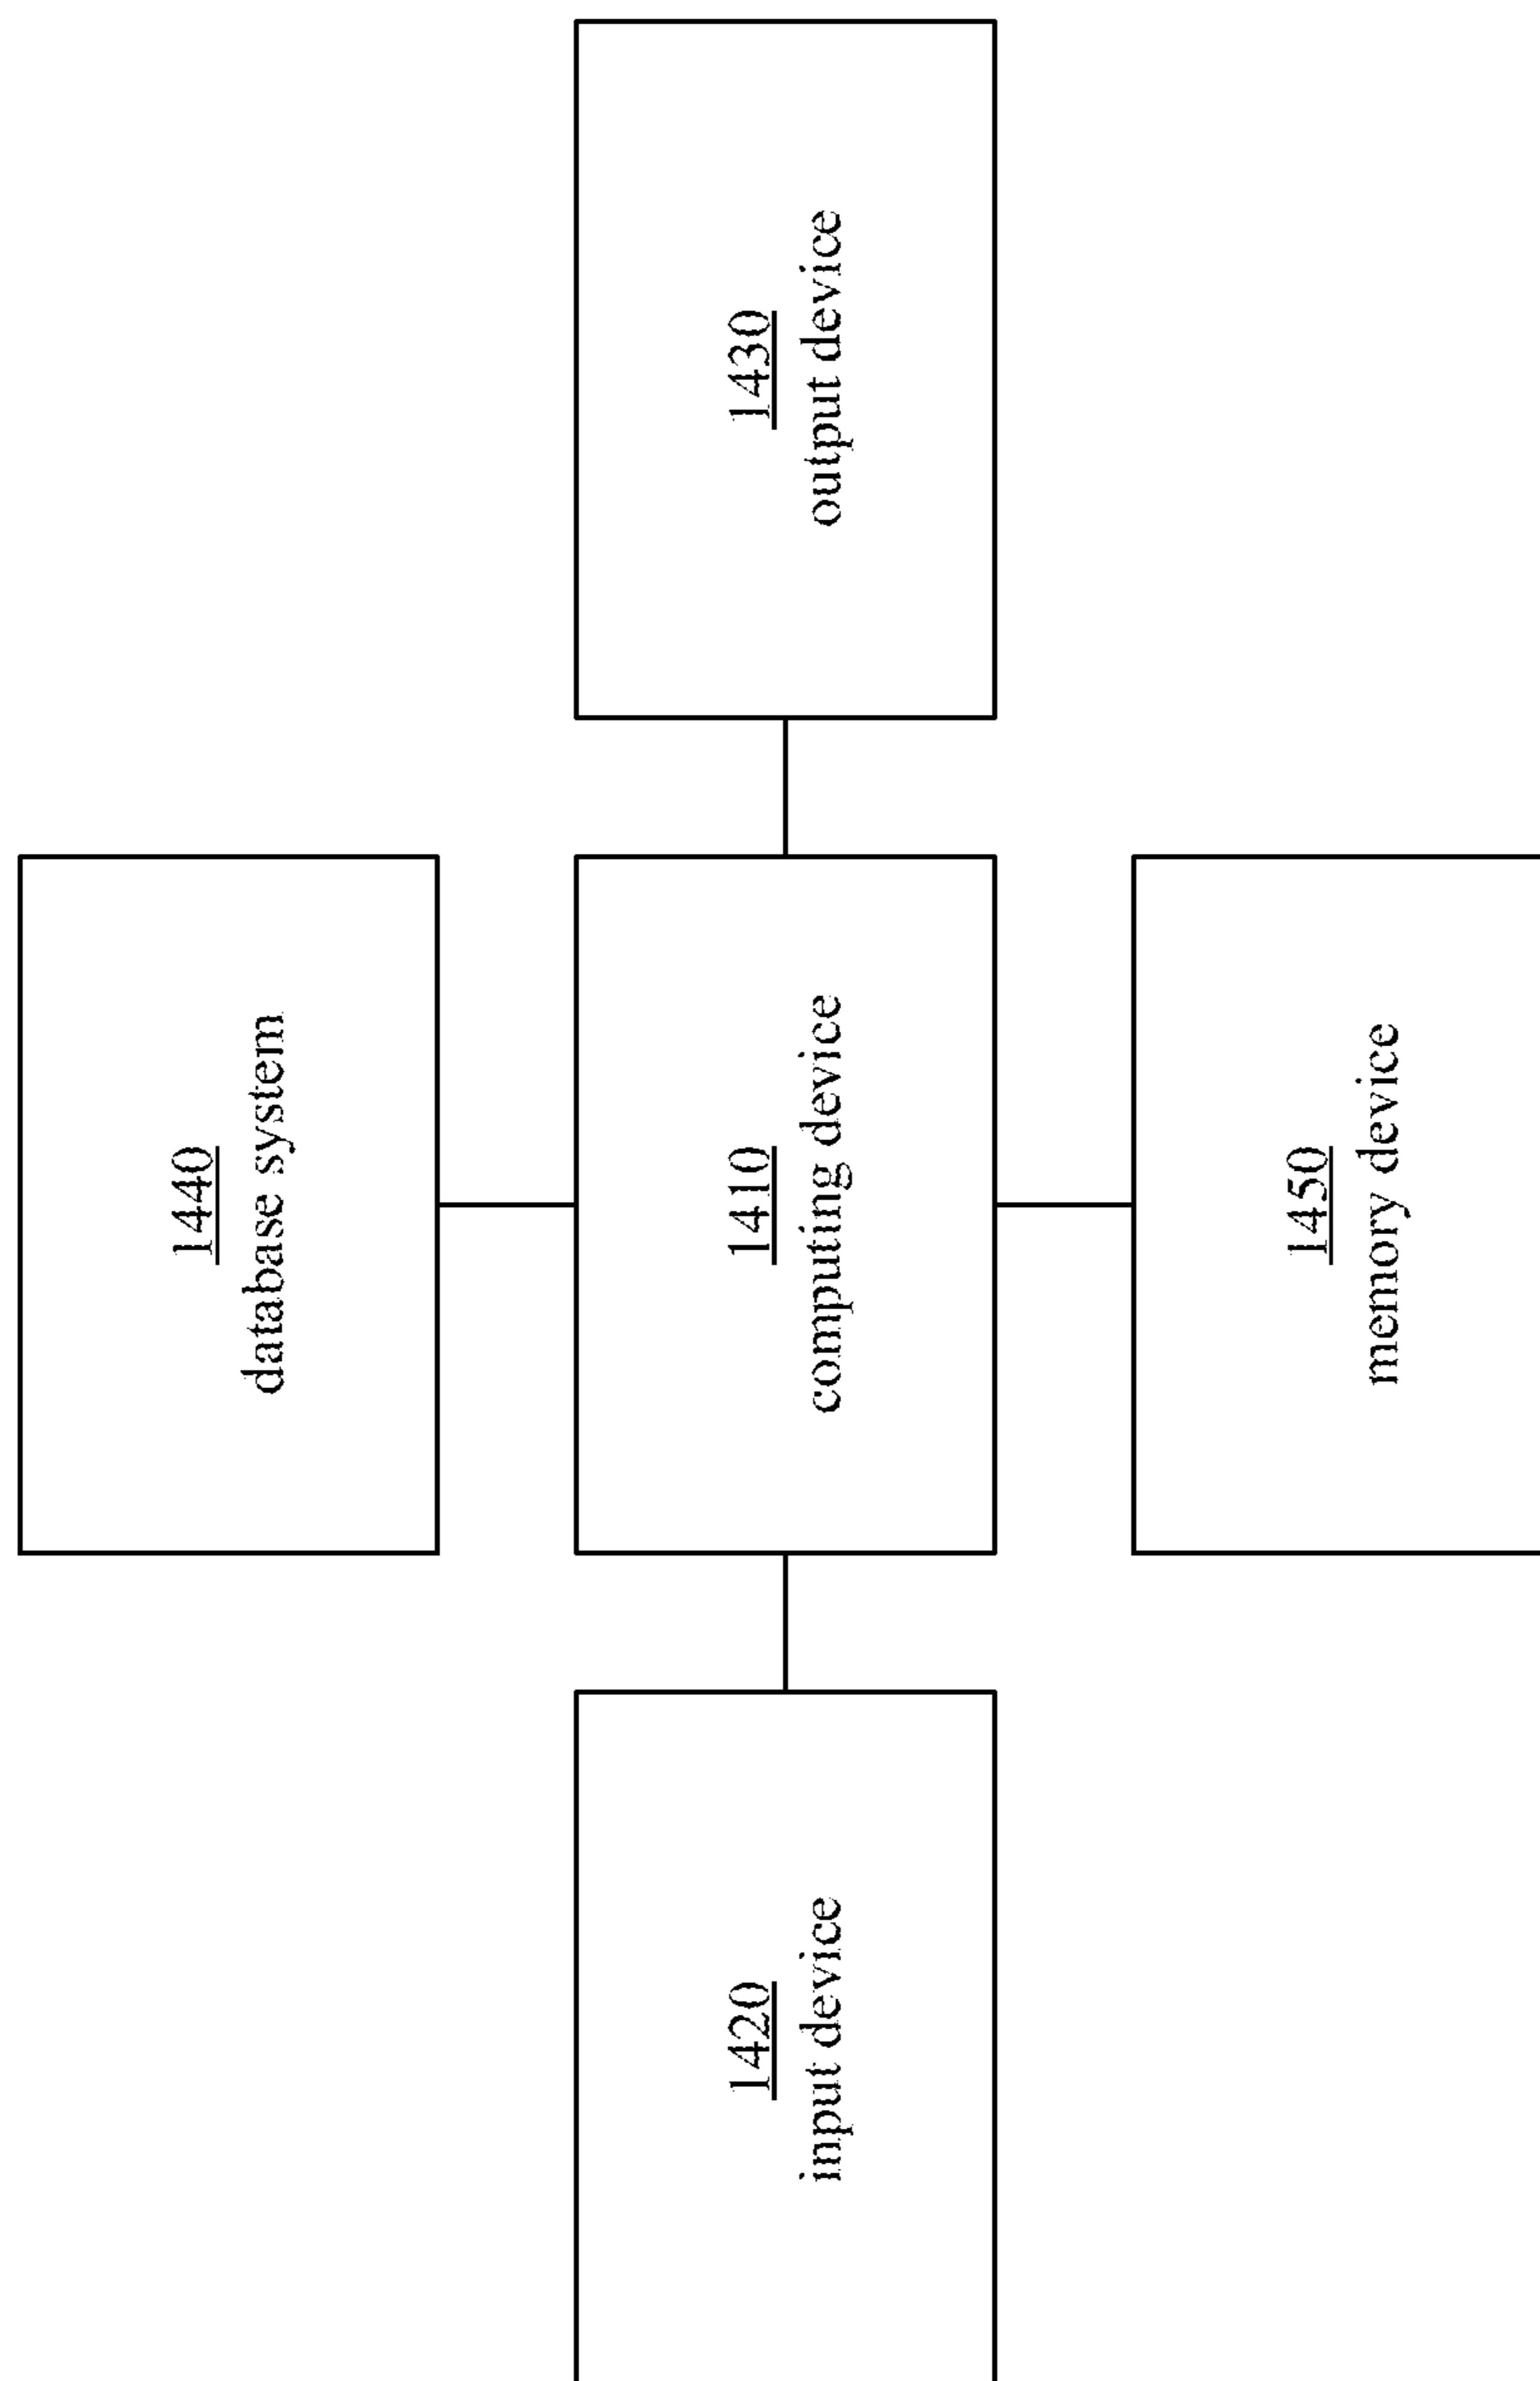 1440
database system
1420
input device
1410
computing device
1430
output device
1450
memory device